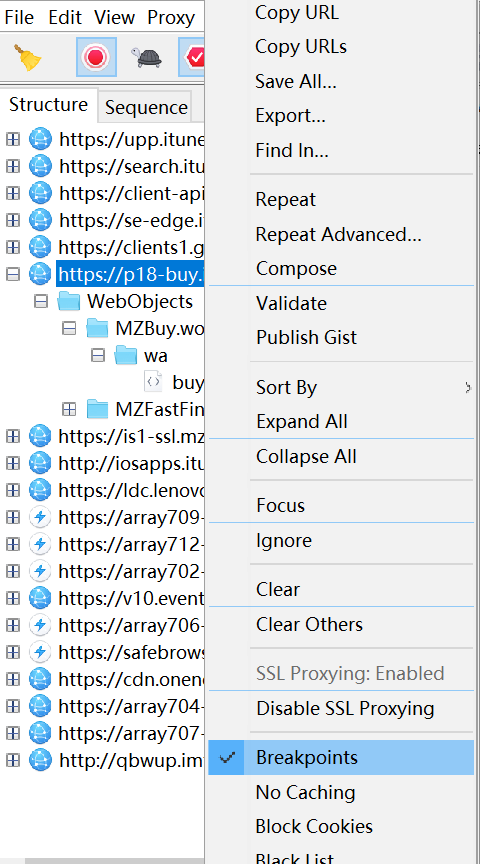 File Edit View Proxy
Structure Sequence
https://upp.itune
https://search.itu
https://client-api
https://se-edge.i
https://clients1.g
https://p18-buy.
WebObjects
MZBuy.wo
wa
buy
MZFastFin
https://is1-ssl.mz
http://iosapps.itu
https://ldc.lenovo
https://array709-
https://array712-
https://array702-
https://v10.event
https://array706-
https://safebrows
https://cdn.onen
https://array704-
https://array707-
http://qbwup.im
Copy URL
Copy URLs
Save All...
Export...
Find In...
Repeat
Repeat Advanced...
Compose
Validate
Publish Gist
Sort By
Expand All
Collapse All
Focus
Ignore
Clear
Clear Others
SSL Proxying: Enabled
Disable SSL Proxying
Breakpoints
No Caching
Block Cookies
Black List